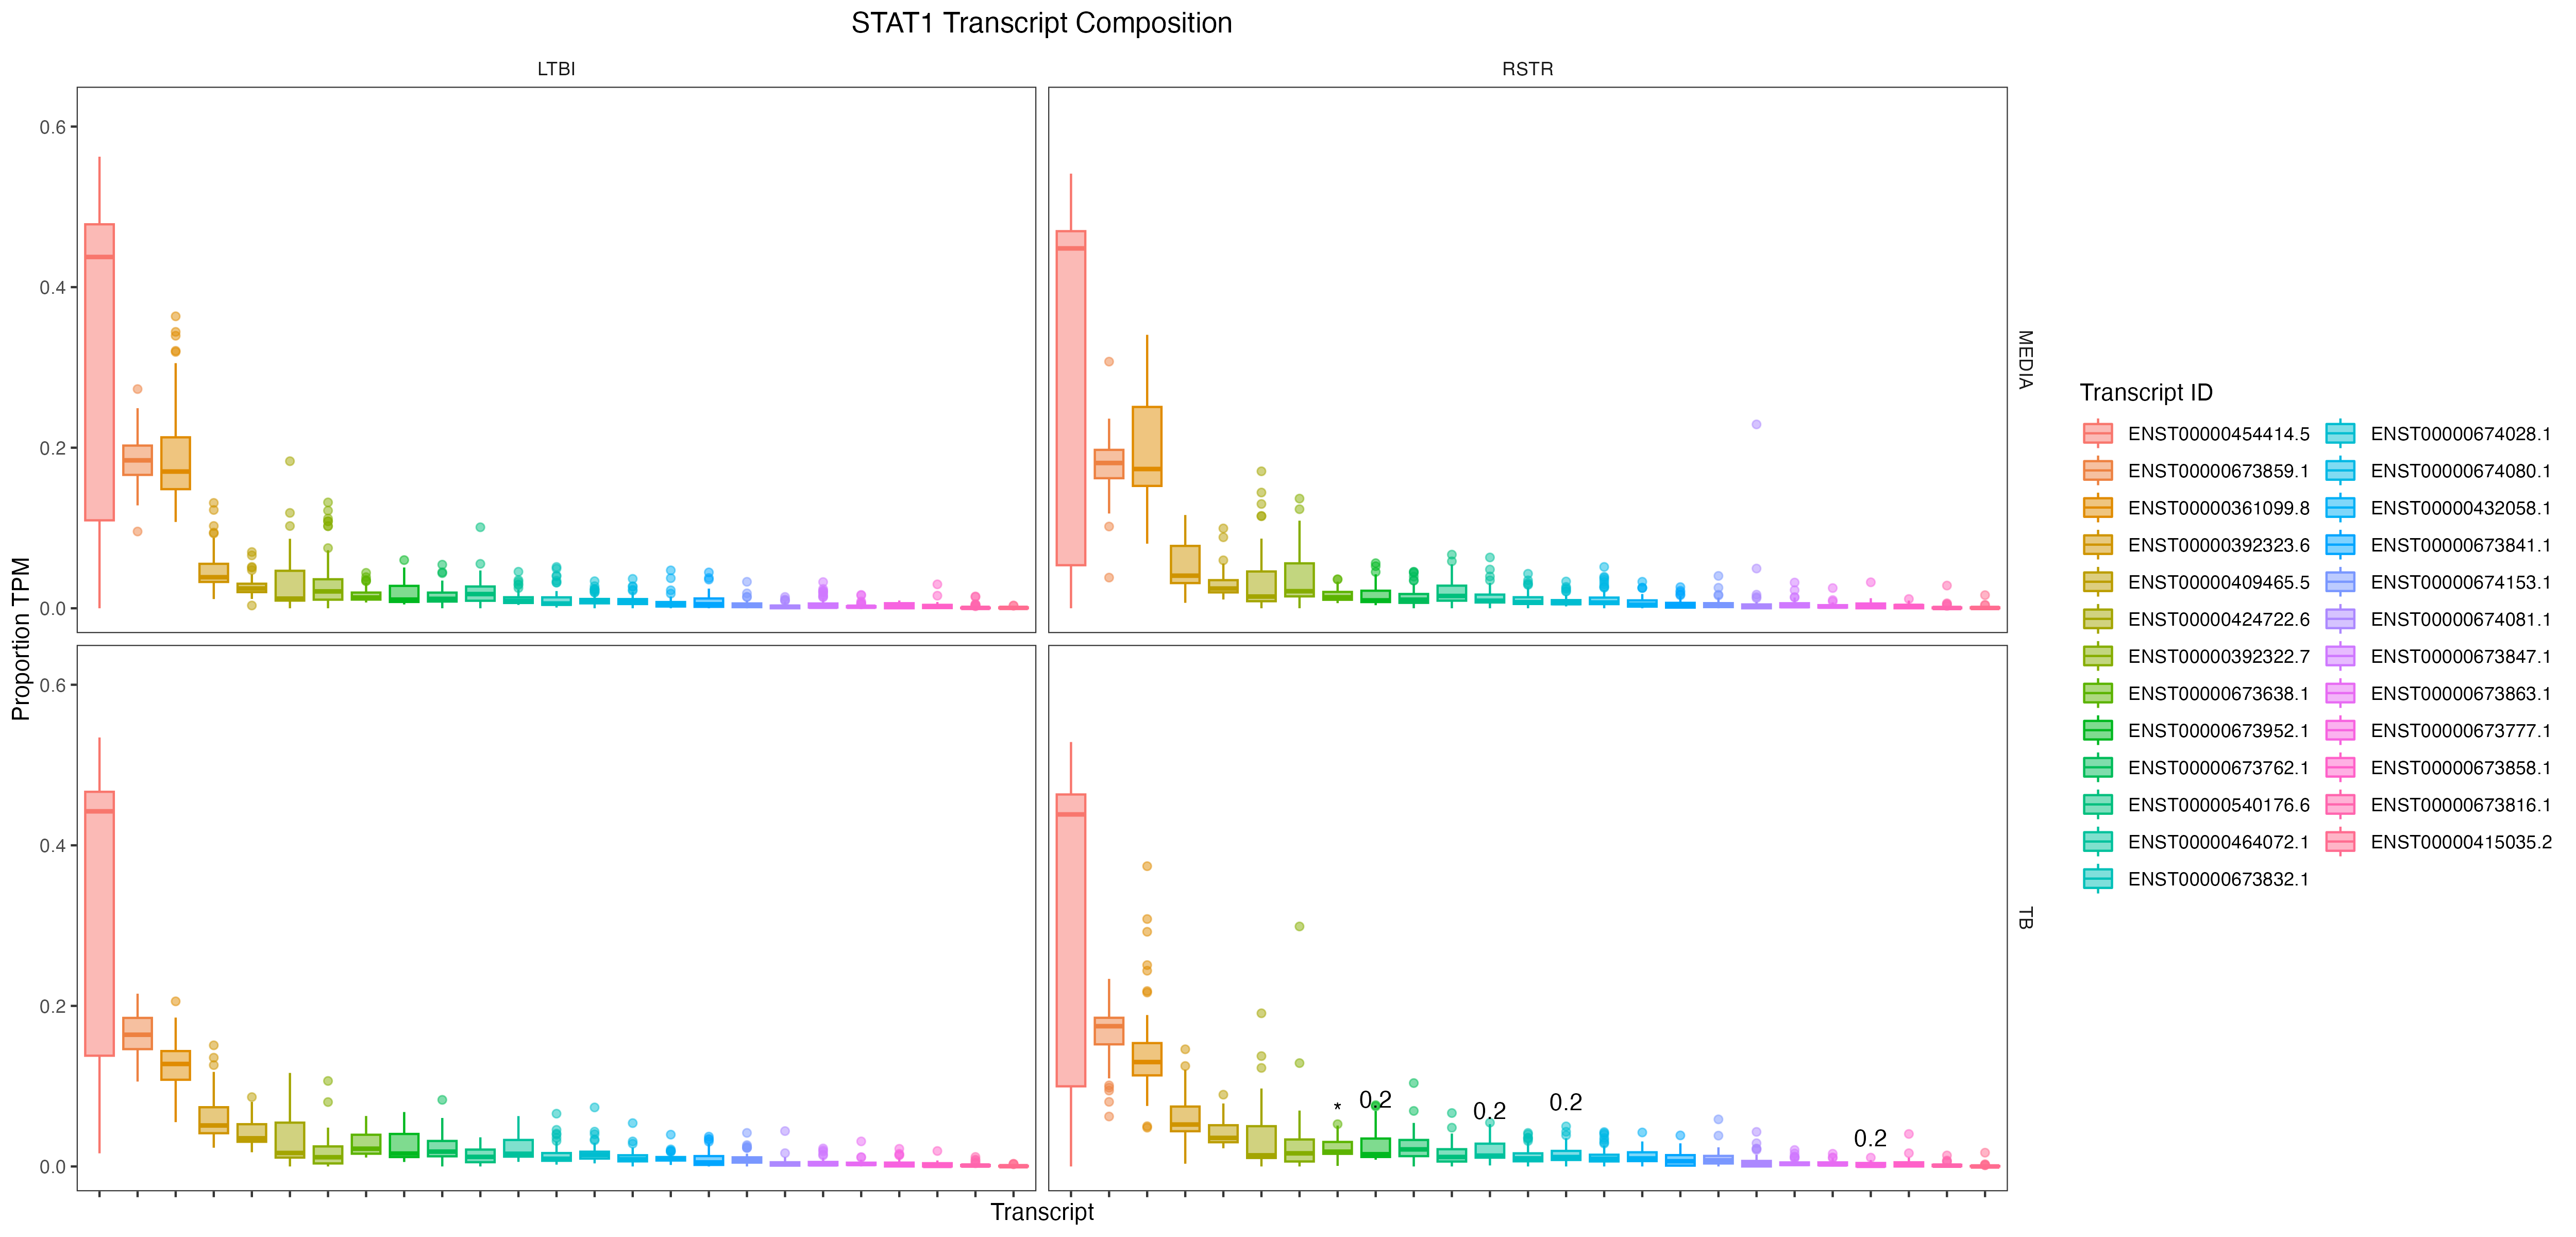 STAT1 Transcript Composition
LTBI
RSTR
0.6
0.4
0.2
0.0
MEDIA
0.6
0.4
0.2
0.0
*
0.2
0.2
0.2
0.2
TB
Proportion TPM
Transcript
Transcript ID
ENST00000454414.5
ENST00000673859.1
ENST00000361099.8
ENST00000392323.6
ENST00000409465.5
ENST00000424722.6
ENST00000392322.7
ENST00000673638.1
ENST00000673952.1
ENST00000673762.1
ENST00000540176.6
ENST00000464072.1
ENST00000673832.1
ENST00000674028.1
ENST00000674080.1
ENST00000432058.1
ENST00000673841.1
ENST00000674153.1
ENST00000674081.1
ENST00000673847.1
ENST00000673863.1
ENST00000673777.1
ENST00000673858.1
ENST00000673816.1
ENST00000415035.2